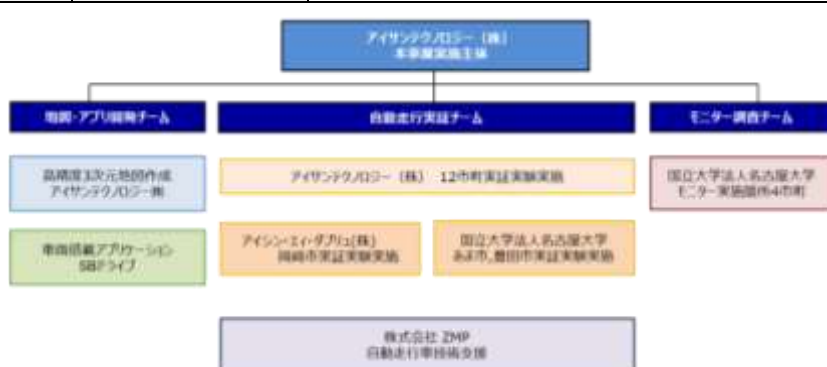 アイサンテクノロジー（株）
本事業実施主体
地図・アプリ開発チーム
自動走行実証チーム
モニター調査チーム
高精度3次元地図作成
アイサンテクノロジー㈱
アイサンテクノロジー（株） 12市町実証実験実施
国立大学法人名古屋大学
モニター実施箇所4市町
車両搭載アプリケーション
SBドライブ
アイシン・エィ・ダブリュ(株)
岡崎市実証実験実施
国立大学法人名古屋大学
あま市,豊田市実証実験実施
株式会社 ZMP
自動走行車技術支援